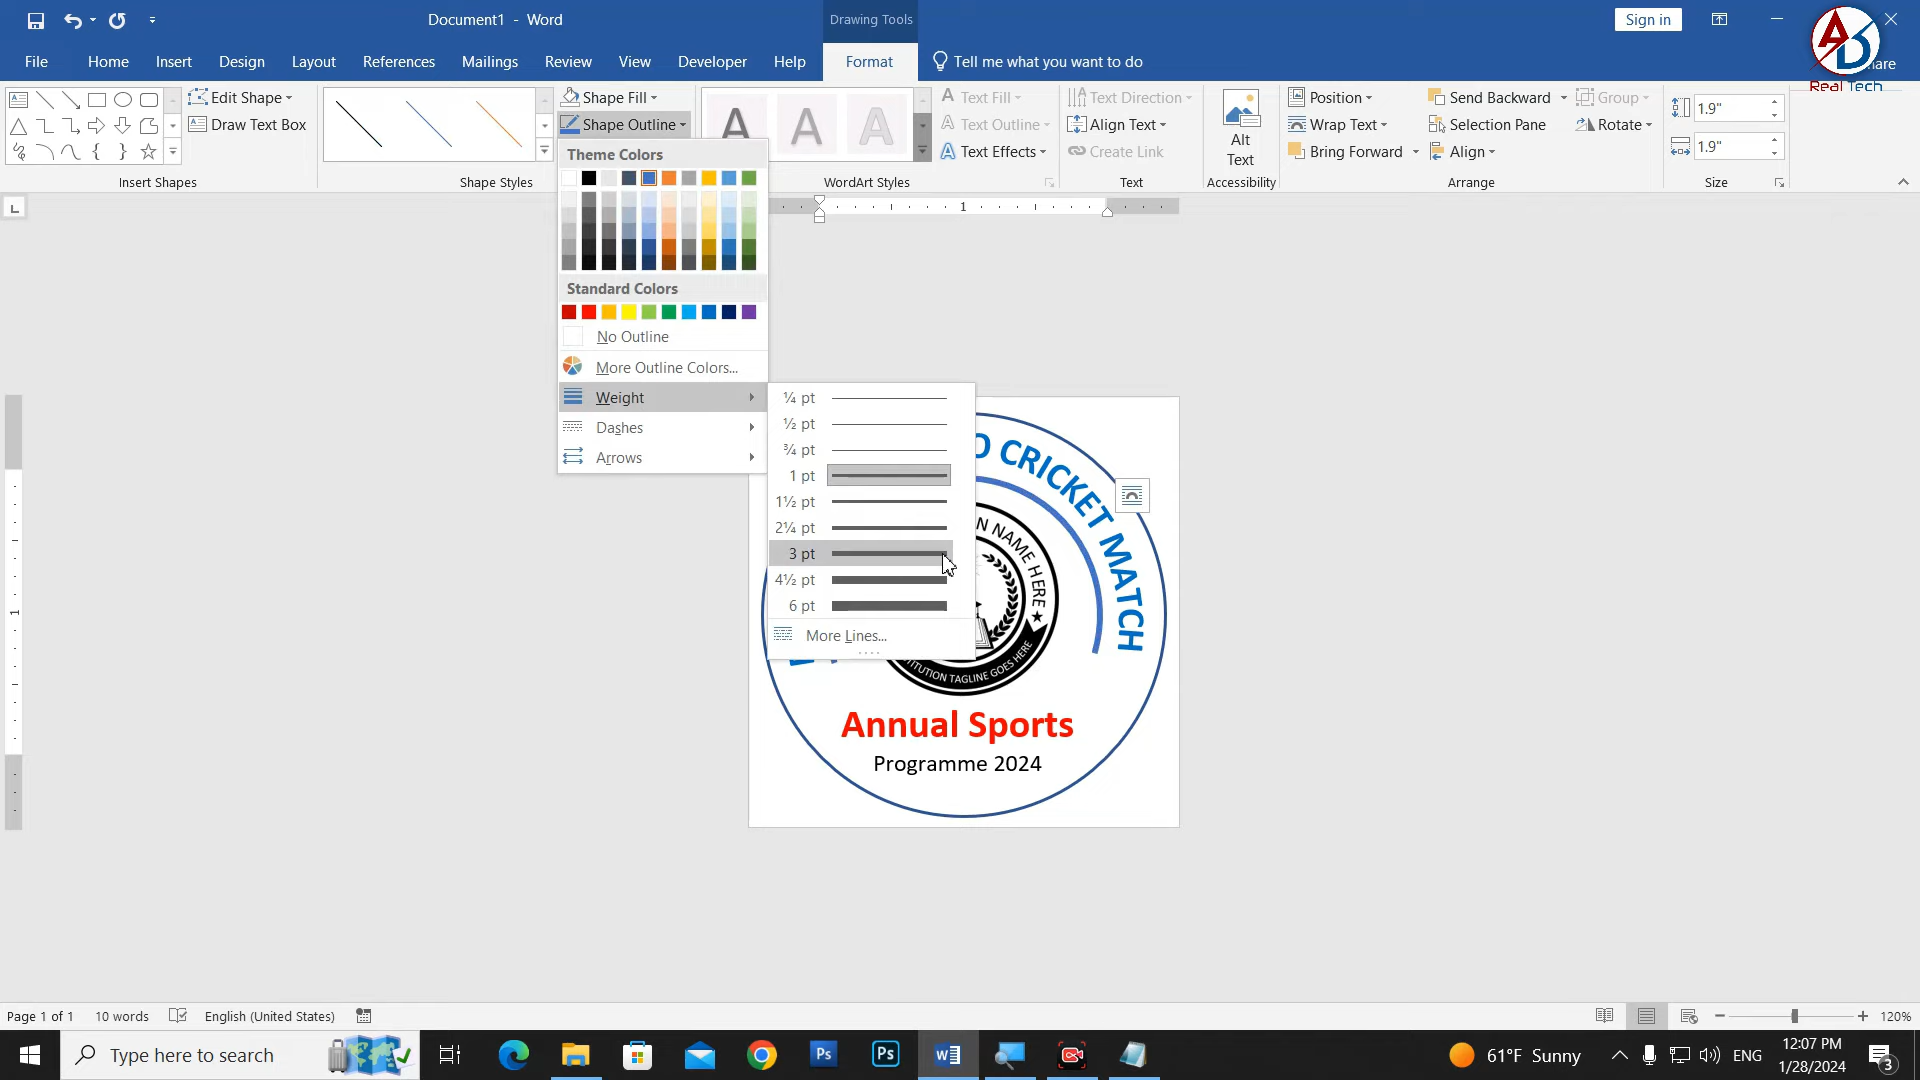 Document1 - Word
Drawing Tools
Sign in
File Home Insert Design Layout References Mailings Review View Developer Help Format Tell me what you want to do
Real Tech
Edit Shape
Draw Text Box
Insert Shapes
Shape Fill
Shape Outline
Shape Styles
WordArt Styles
Text Fill
Text Outline
Text Effects
Text Direction
Align Text
Create Link
Text
Alt Text
Accessibility
Position
Wrap Text
Bring Forward
Send Backward
Selection Pane
Align
Group
Rotate
Arrange
1.9"
1.9"
Size
Theme Colors
Standard Colors
No Outline
More Outline Colors...
Weight
Dashes
Arrows
¼ pt
½ pt
¾ pt
1 pt
1½ pt
2¼ pt
3 pt
4½ pt
6 pt
More Lines...
1
1
CRICKET MATCH
NAME HERE
TAGLINE GOES HERE
Annual Sports
Programme 2024
Page 1 of 1 10 words English (United States) 120%
Type here to search
Ps
Ps
61°F Sunny
ENG
12:07 PM
1/28/2024
3